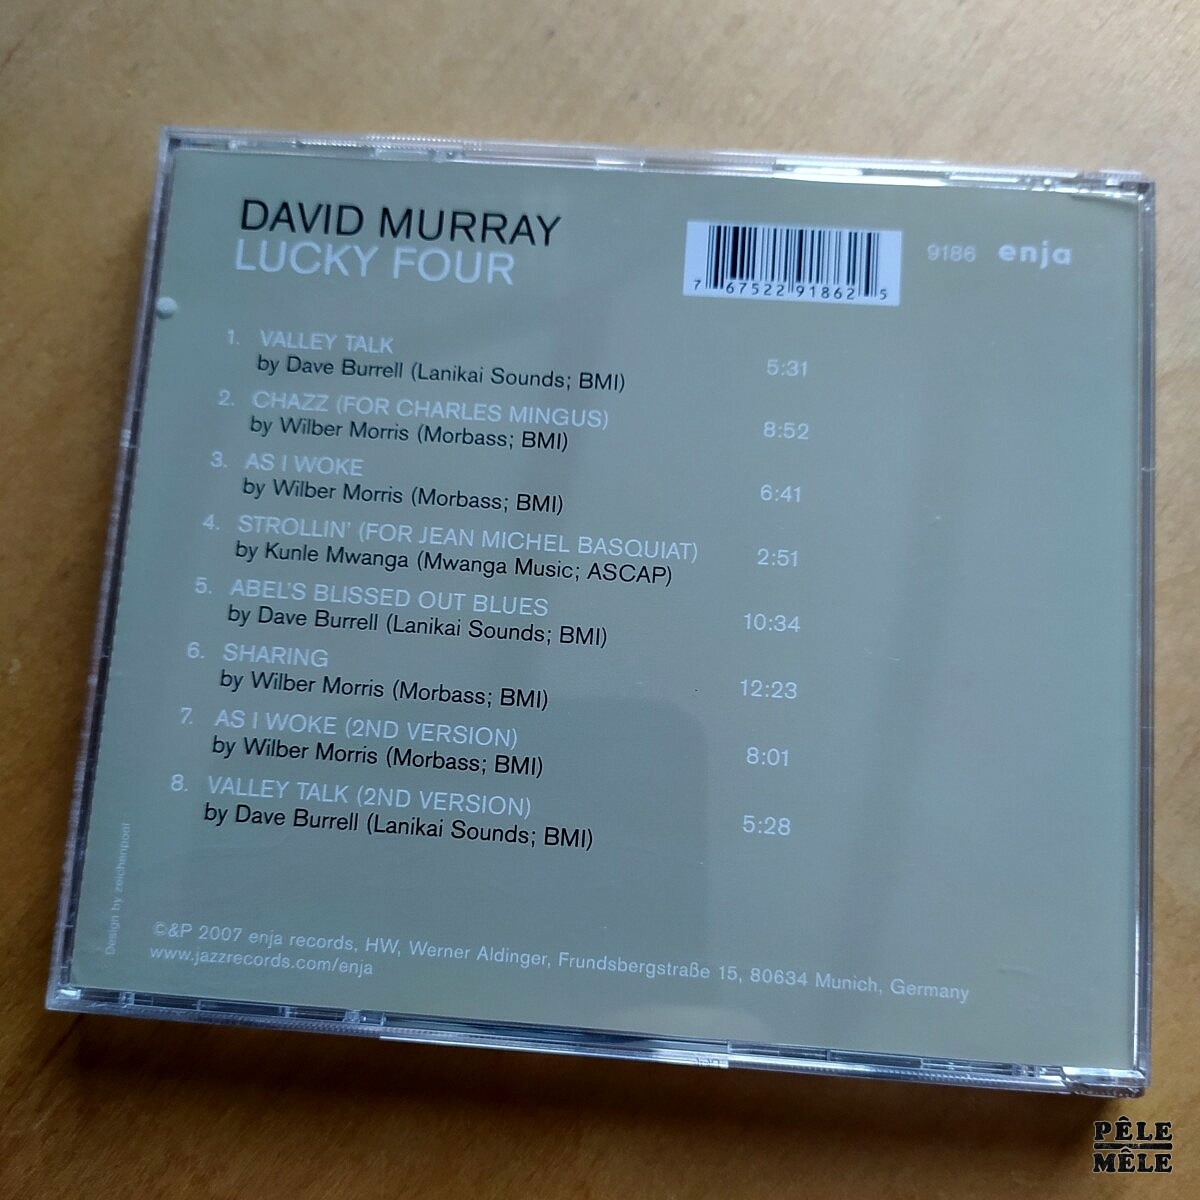 DAVID MURRAY
LUCKY FOUR
7 67522 91862 5
9186 enja
1. VALLEY TALK 5:31
by Dave Burrell (Lanikai Sounds; BMI)
2. CHAZZ (FOR CHARLES MINGUS) 8:52
by Wilber Morris (Morbass; BMI)
3. AS I WOKE 6:41
by Wilber Morris (Morbass; BMI)
4. STROLLIN' (FOR JEAN MICHEL BASQUIAT) 2:51
by Kunle Mwanga (Mwanga Music; ASCAP)
5. ABEL'S BLISSED OUT BLUES 10:34
by Dave Burrell (Lanikai Sounds; BMI)
6. SHARING 12:23
by Wilber Morris (Morbass; BMI)
7. AS I WOKE (2ND VERSION) 8:01
by Wilber Morris (Morbass; BMI)
8. VALLEY TALK (2ND VERSION) 5:28
by Dave Burrell (Lanikai Sounds; BMI)
Design by zeichenpool
©&P 2007 enja records, HW, Werner Aldinger, Frundsbergstraße 15, 80634 Munich, Germany
www.jazzrecords.com/enja
PÊLE
MÊLE